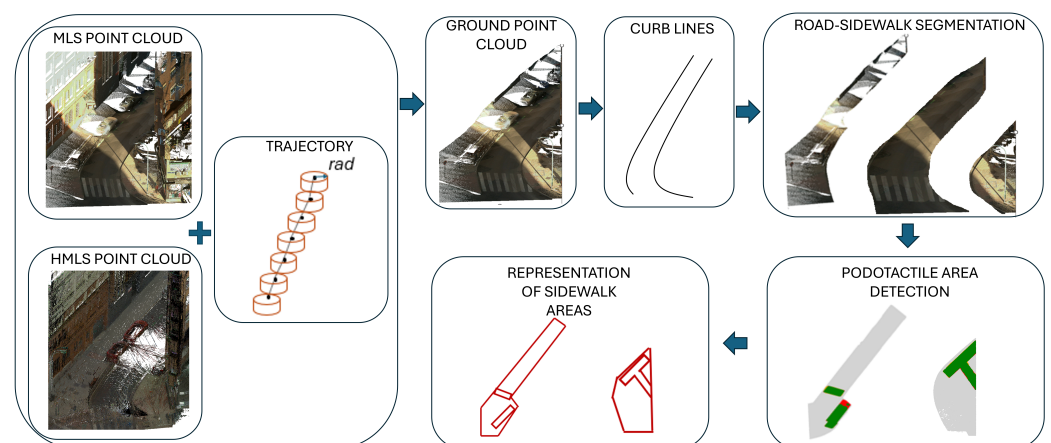 MLS POINT CLOUD
TRAJECTORY
rad
HMLS POINT CLOUD
GROUND POINT
CLOUD
CURB LINES
ROAD-SIDEWALK SEGMENTATION
PODOTACTILE AREA
DETECTION
REPRESENTATION
OF SIDEWALK
AREAS